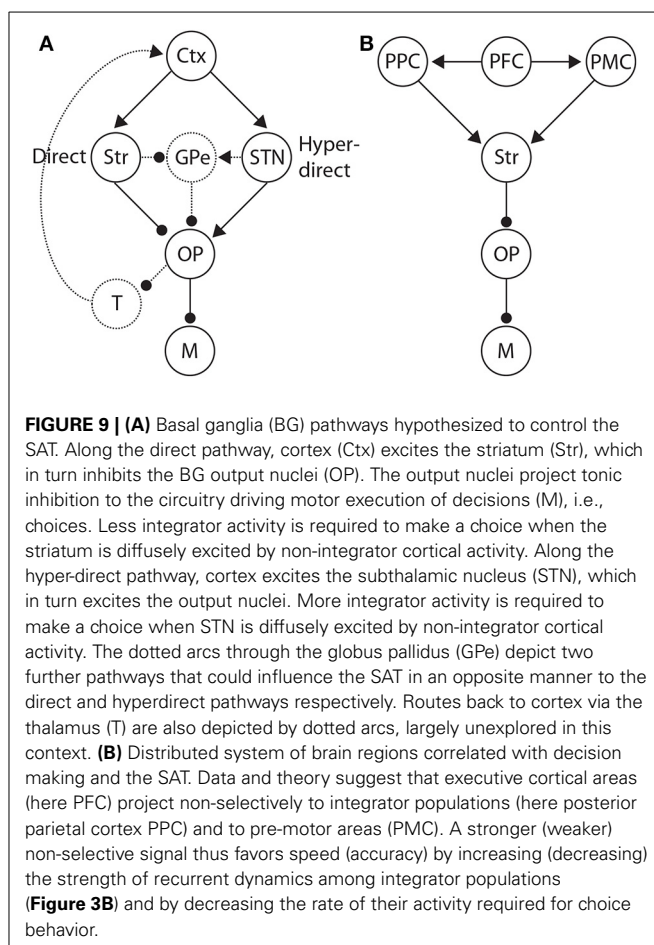 A
B
Ctx
PPC
PFC
PMC
Direct
Str
GPe
STN
Hyper-
direct
Str
OP
OP
T
M
M
FIGURE 9 | (A) Basal ganglia (BG) pathways hypothesized to control the
SAT. Along the direct pathway, cortex (Ctx) excites the striatum (Str), which
in turn inhibits the BG output nuclei (OP). The output nuclei project tonic
inhibition to the circuitry driving motor execution of decisions (M), i.e.,
choices. Less integrator activity is required to make a choice when the
striatum is diffusely excited by non-integrator cortical activity. Along the
hyper-direct pathway, cortex excites the subthalamic nucleus (STN), which
in turn excites the output nuclei. More integrator activity is required to
make a choice when STN is diffusely excited by non-integrator cortical
activity. The dotted arcs through the globus pallidus (GPe) depict two
further pathways that could influence the SAT in an opposite manner to the
direct and hyperdirect pathways respectively. Routes back to cortex via the
thalamus (T) are also depicted by dotted arcs, largely unexplored in this
context. (B) Distributed system of brain regions correlated with decision
making and the SAT. Data and theory suggest that executive cortical areas
(here PFC) project non-selectively to integrator populations (here posterior
parietal cortex PPC) and to pre-motor areas (PMC). A stronger (weaker)
non-selective signal thus favors speed (accuracy) by increasing (decreasing)
the strength of recurrent dynamics among integrator populations
(Figure 3B) and by decreasing the rate of their activity required for choice
behavior.